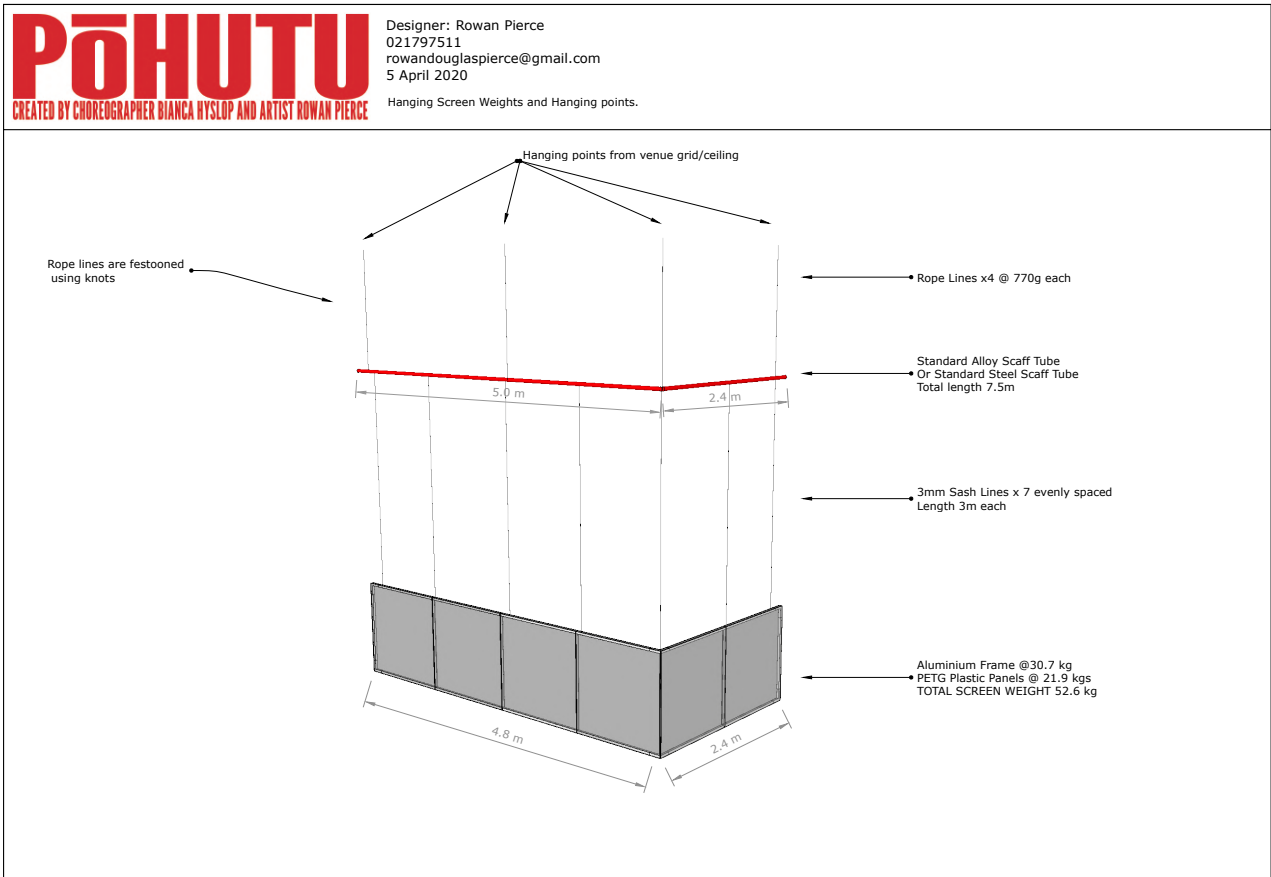 PōHUTU
CREATED BY CHOREOGRAPHER BIANCA HYSLOP AND ARTIST ROWAN PIERCE
Designer: Rowan Pierce
021797511
rowandouglaspierce@gmail.com
5 April 2020
Hanging Screen Weights and Hanging points.
Hanging points from venue grid/ceiling
Rope lines are festooned
using knots
Rope Lines x4 @ 770g each
Standard Alloy Scaff Tube
Or Standard Steel Scaff Tube
Total length 7.5m
5.0 m
2.4 m
3mm Sash Lines x 7 evenly spaced
Length 3m each
Aluminium Frame @30.7 kg
PETG Plastic Panels @ 21.9 kgs
TOTAL SCREEN WEIGHT 52.6 kg
4.8 m
2.4 m